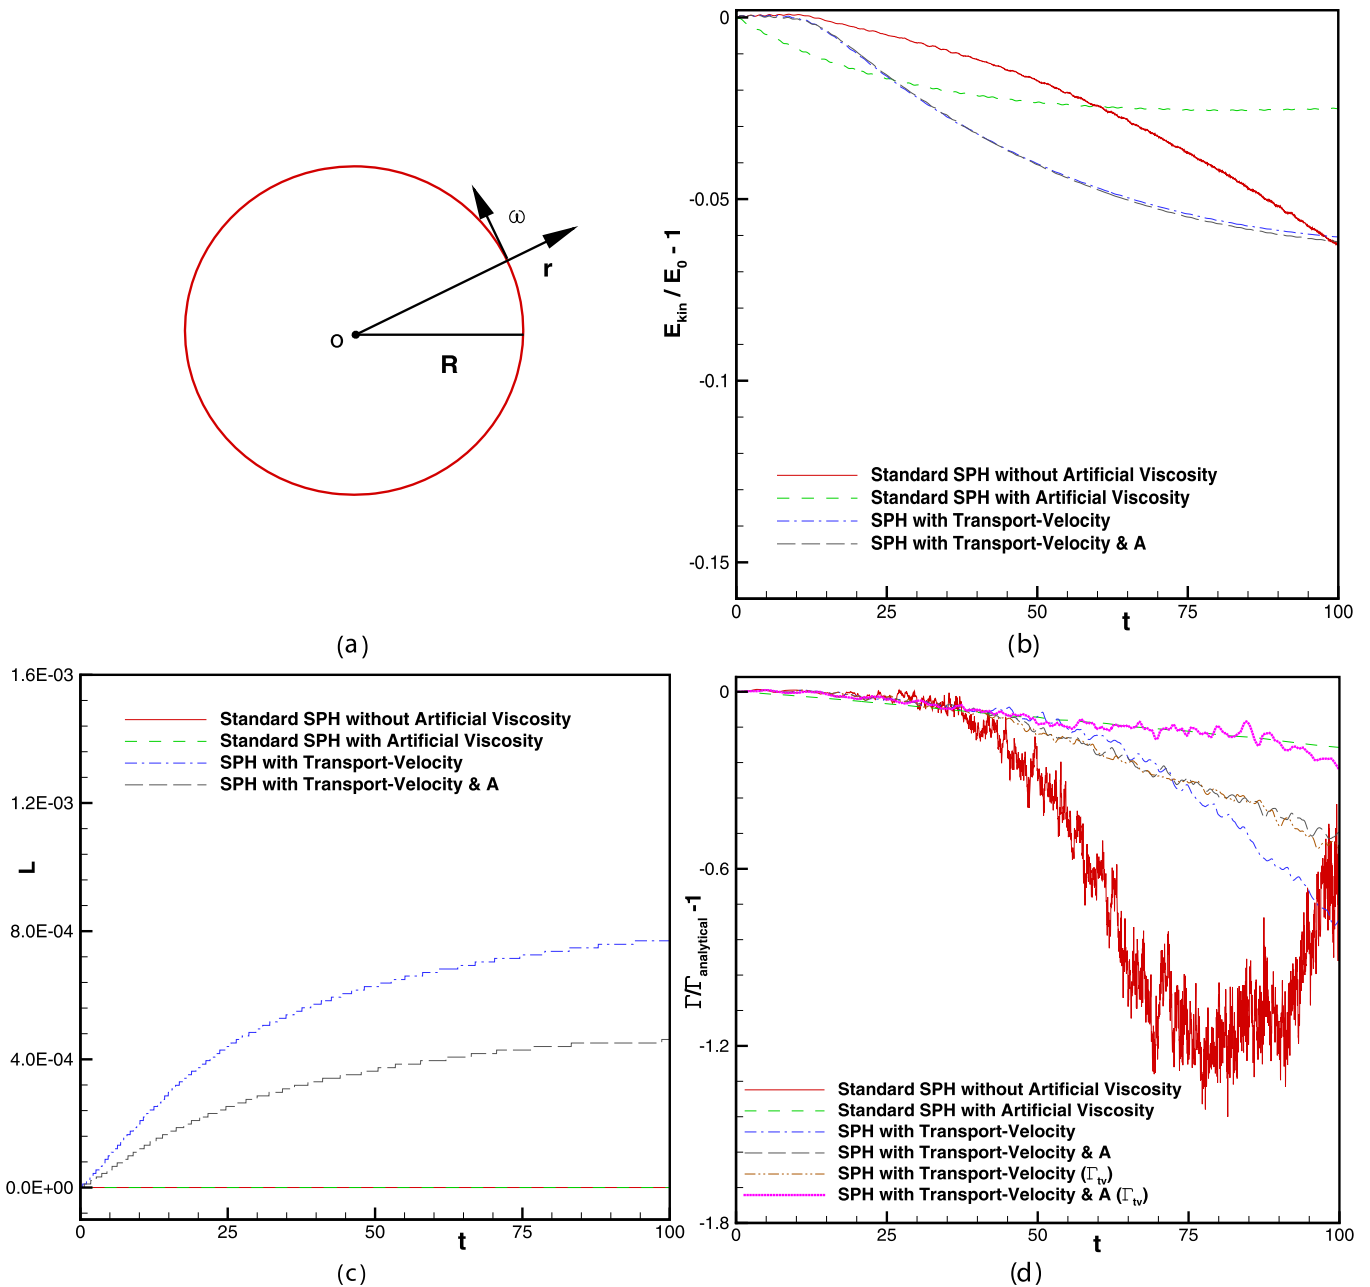 ω
r
o
R
(a)
0
-0.05
-0.1
-0.15
E_kin / E_0 - 1
Standard SPH without Artificial Viscosity
Standard SPH with Artificial Viscosity
SPH with Transport-Velocity
SPH with Transport-Velocity & A
0 25 50 75 100
t
(b)
1.6E-03
1.2E-03
8.0E-04
4.0E-04
0.0E+00
L
Standard SPH without Artificial Viscosity
Standard SPH with Artificial Viscosity
SPH with Transport-Velocity
SPH with Transport-Velocity & A
0 25 50 75 100
t
(c)
0
-0.6
-1.2
-1.8
Γ/Γ_analytical -1
Standard SPH without Artificial Viscosity
Standard SPH with Artificial Viscosity
SPH with Transport-Velocity
SPH with Transport-Velocity & A
SPH with Transport-Velocity (Γ_tv)
SPH with Transport-Velocity & A (Γ_tv)
0 25 50 75 100
t
(d)